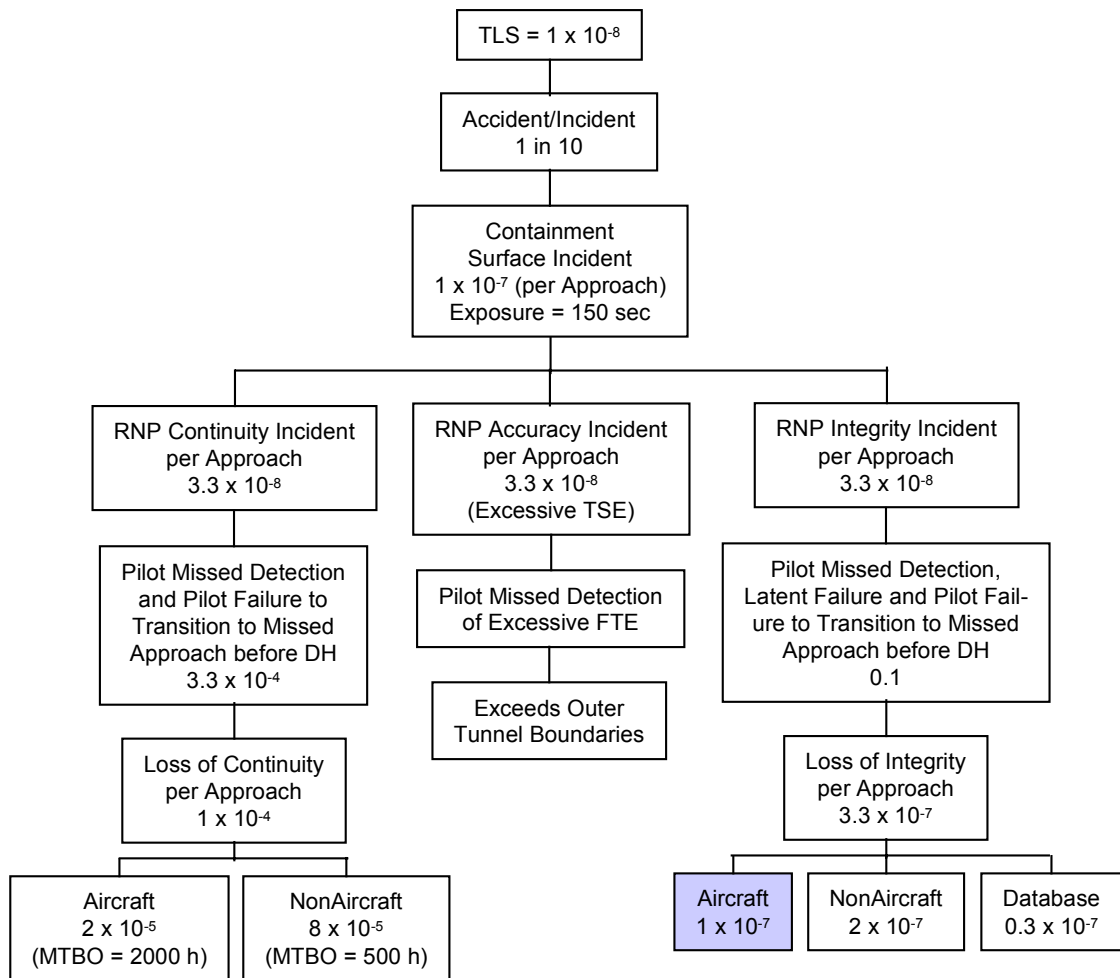 TLS = 1 x 10⁻⁸
Accident/Incident
1 in 10
Containment
Surface Incident
1 x 10⁻⁷ (per Approach)
Exposure = 150 sec
RNP Continuity Incident
per Approach
3.3 x 10⁻⁸
RNP Accuracy Incident
per Approach
3.3 x 10⁻⁸
(Excessive TSE)
RNP Integrity Incident
per Approach
3.3 x 10⁻⁸
Pilot Missed Detection
and Pilot Failure to
Transition to Missed
Approach before DH
3.3 x 10⁻⁴
Pilot Missed Detection
of Excessive FTE
Pilot Missed Detection,
Latent Failure and Pilot Fail-
ure to Transition to Missed
Approach before DH
0.1
Exceeds Outer
Tunnel Boundaries
Loss of Continuity
per Approach
1 x 10⁻⁴
Loss of Integrity
per Approach
3.3 x 10⁻⁷
Aircraft
2 x 10⁻⁵
(MTBO = 2000 h)
NonAircraft
8 x 10⁻⁵
(MTBO = 500 h)
Aircraft
1 x 10⁻⁷
NonAircraft
2 x 10⁻⁷
Database
0.3 x 10⁻⁷